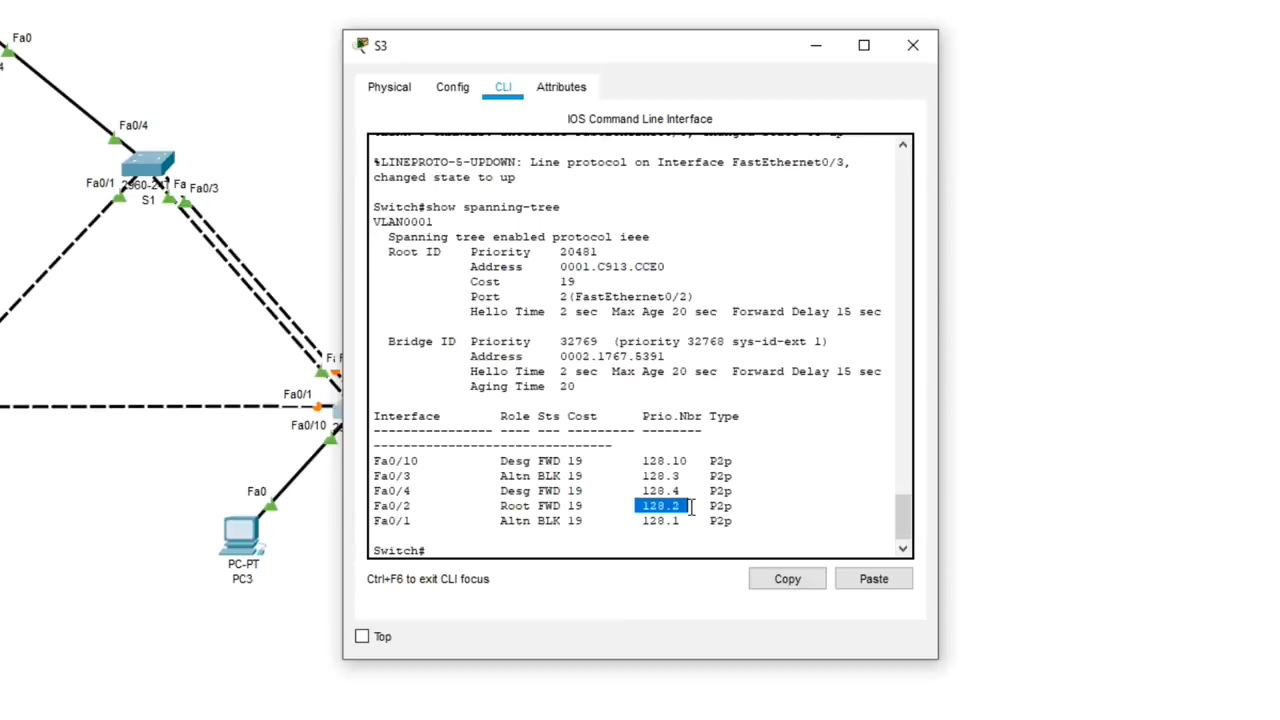 Fa0
4
Fa0/4
Fa0/1
2960-24T
Fa
Fa0/3
S1
Fa0/1
Fa0/10
Fa0
PC-PT
PC3
S3
Physical Config CLI Attributes
IOS Command Line Interface
%LINEPROTO-5-UPDOWN: Line protocol on Interface FastEthernet0/3,
changed state to up
Switch#show spanning-tree
VLAN0001
Spanning tree enabled protocol ieee
Root ID Priority 20481
Address 0001.C913.CCE0
Cost 19
Port 2(FastEthernet0/2)
Hello Time 2 sec Max Age 20 sec Forward Delay 15 sec
Bridge ID Priority 32769 (priority 32768 sys-id-ext 1)
Address 0002.1767.5391
Hello Time 2 sec Max Age 20 sec Forward Delay 15 sec
Aging Time 20
Interface Role Sts Cost Prio.Nbr Type
---------------- ---- --- --------- --------
--------------------------------
Fa0/10 Desg FWD 19 128.10 P2p
Fa0/3 Altn BLK 19 128.3 P2p
Fa0/4 Desg FWD 19 128.4 P2p
Fa0/2 Root FWD 19 128.2 P2p
Fa0/1 Altn BLK 19 128.1 P2p
Switch#
Ctrl+F6 to exit CLI focus
Copy Paste
Top